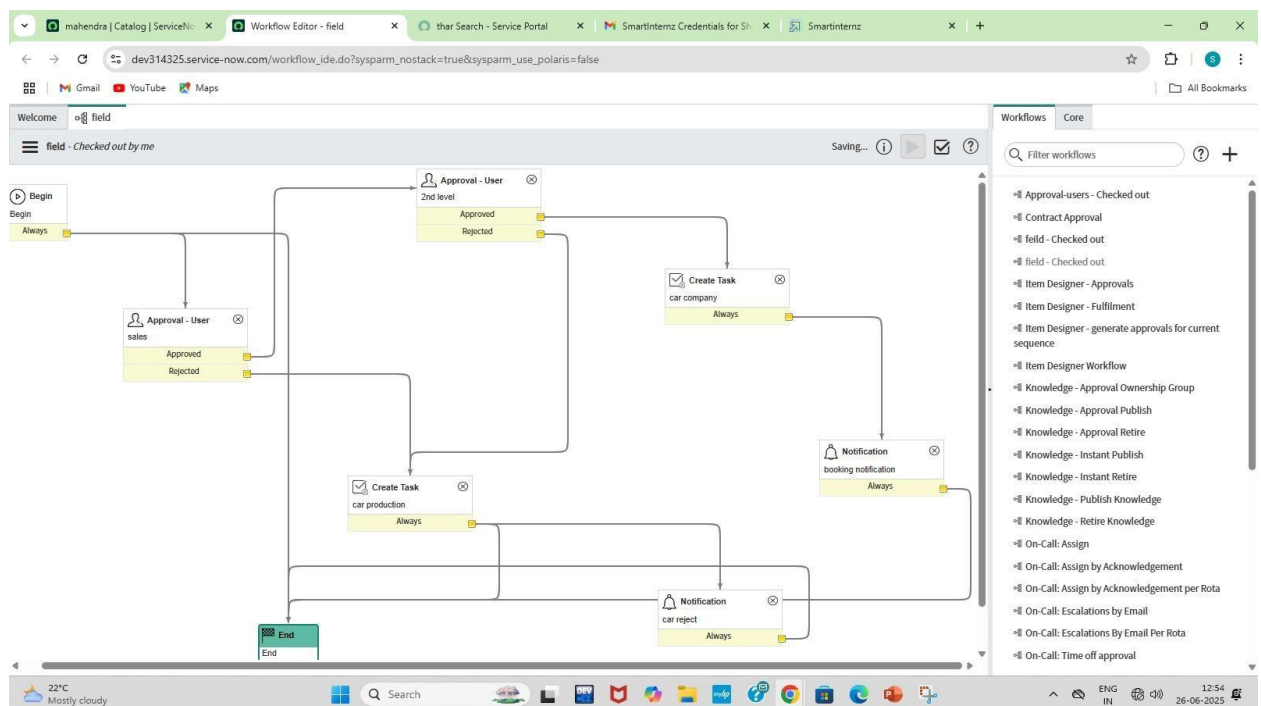 mahendra | Catalog | ServiceNo
Workflow Editor - field
thar Search - Service Portal
SmartInternz Credentials for Sh
Smartinternz
dev314325.service-now.com/workflow_ide.do?sysparm_nostack=true&sysparm_use_polaris=false
S
Gmail
YouTube
Maps
All Bookmarks
Welcome
field
Workflows
Core
field - Checked out by me
Saving...
Filter workflows
Begin
Begin
Always
Approval - User
2nd level
Approved
Rejected
Create Task
car company
Always
Approval - User
sales
Approved
Rejected
Notification
booking notification
Always
Create Task
car production
Always
Notification
car reject
Always
End
End
Approval-users - Checked out
Contract Approval
feild - Checked out
field - Checked out
Item Designer - Approvals
Item Designer - Fulfilment
Item Designer - generate approvals for current
sequence
Item Designer Workflow
Knowledge - Approval Ownership Group
Knowledge - Approval Publish
Knowledge - Approval Retire
Knowledge - Instant Publish
Knowledge - Instant Retire
Knowledge - Publish Knowledge
Knowledge - Retire Knowledge
On-Call: Assign
On-Call: Assign by Acknowledgement
On-Call: Assign by Acknowledgement per Rota
On-Call: Escalations by Email
On-Call: Escalations By Email Per Rota
On-Call: Time off approval
22°C
Mostly cloudy
Search
ENG
IN
12:54
26-06-2025